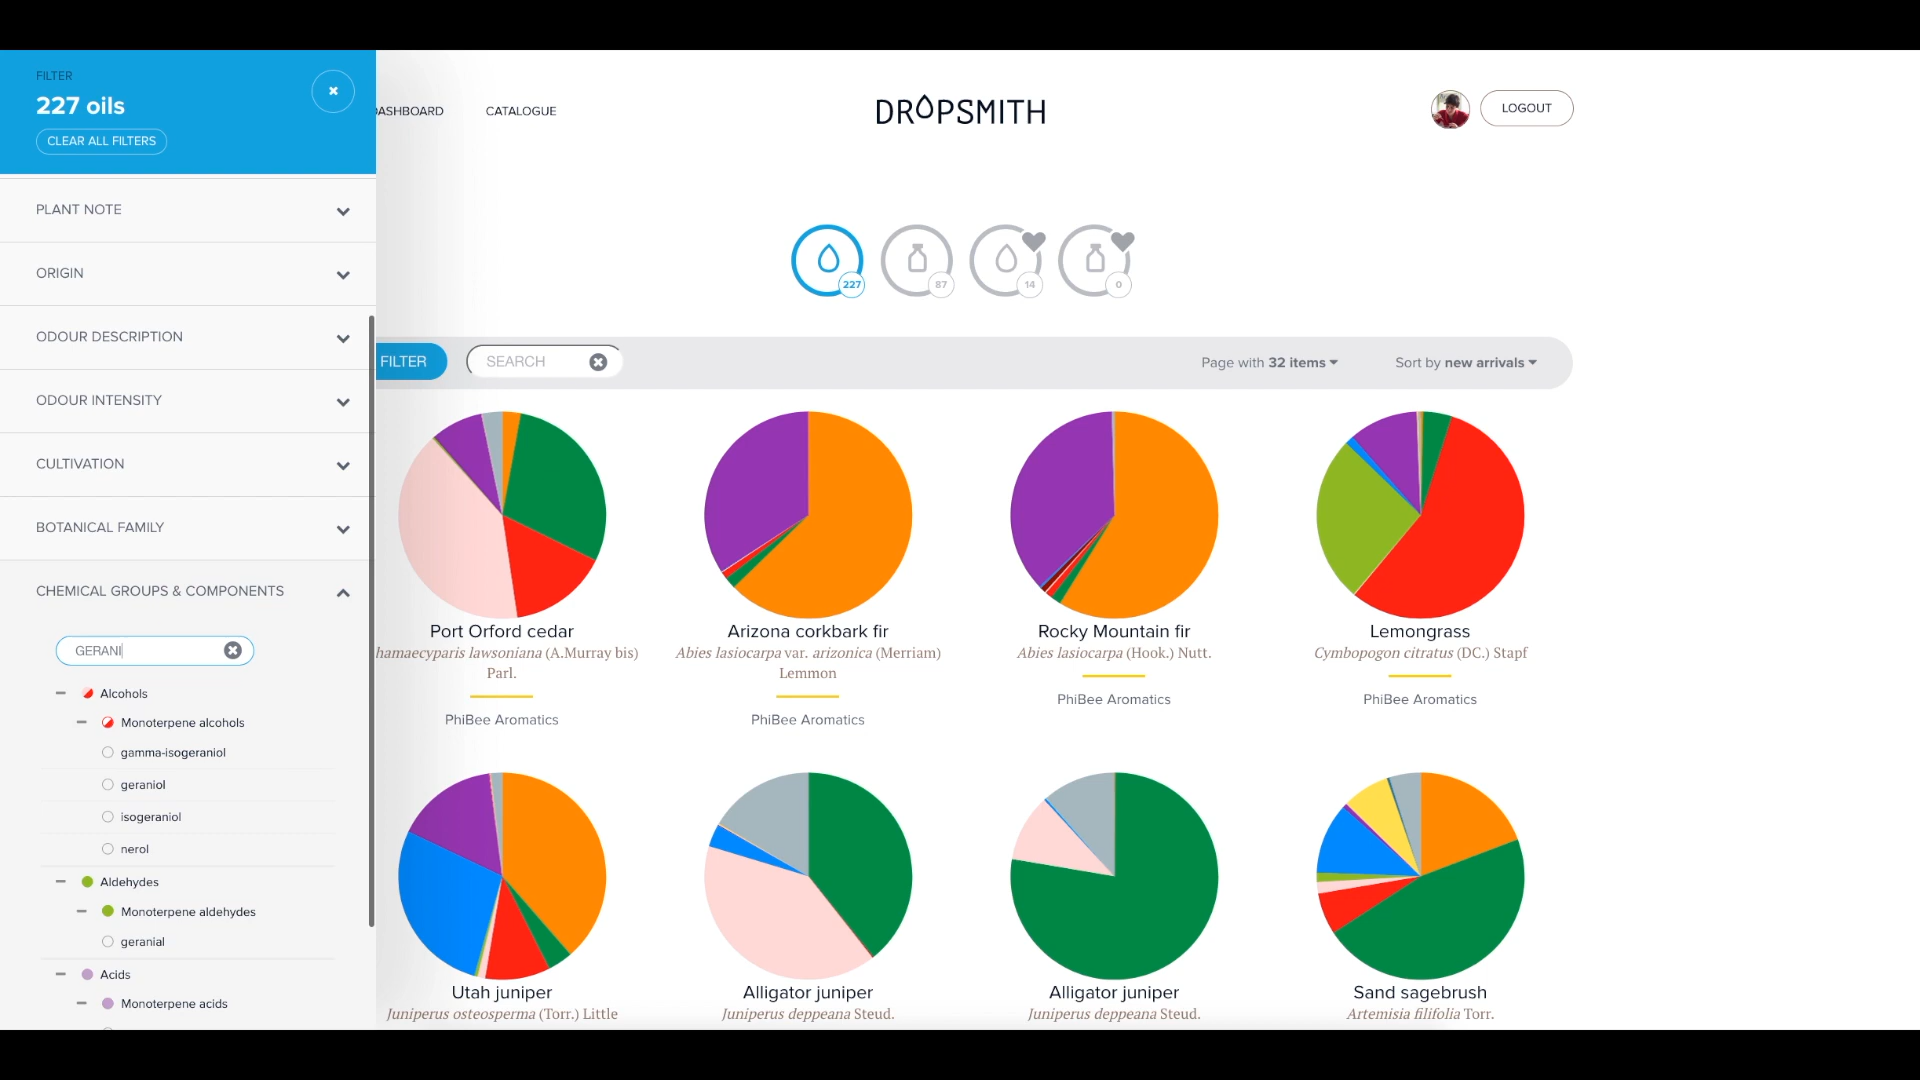 FILTER
227 oils
CLEAR ALL FILTERS
DASHBOARD
CATALOGUE
DROPSMITH
LOGOUT
227
87
14
0
FILTER
SEARCH
Page with 32 items
Sort by new arrivals
PLANT NOTE
ORIGIN
ODOUR DESCRIPTION
ODOUR INTENSITY
CULTIVATION
BOTANICAL FAMILY
CHEMICAL GROUPS & COMPONENTS
GERANI
Alcohols
Monoterpene alcohols
gamma-isogeraniol
geraniol
isogeraniol
nerol
Aldehydes
Monoterpene aldehydes
geranial
Acids
Monoterpene acids
Port Orford cedar
hamaecyparis lawsoniana (A.Murray bis)
Parl.
PhiBee Aromatics
Arizona corkbark fir
Abies lasiocarpa var. arizonica (Merriam)
Lemmon
PhiBee Aromatics
Rocky Mountain fir
Abies lasiocarpa (Hook.) Nutt.
PhiBee Aromatics
Lemongrass
Cymbopogon citratus (DC.) Stapf
PhiBee Aromatics
Utah juniper
Juniperus osteosperma (Torr.) Little
Alligator juniper
Juniperus deppeana Steud.
Alligator juniper
Juniperus deppeana Steud.
Sand sagebrush
Artemisia filifolia Torr.